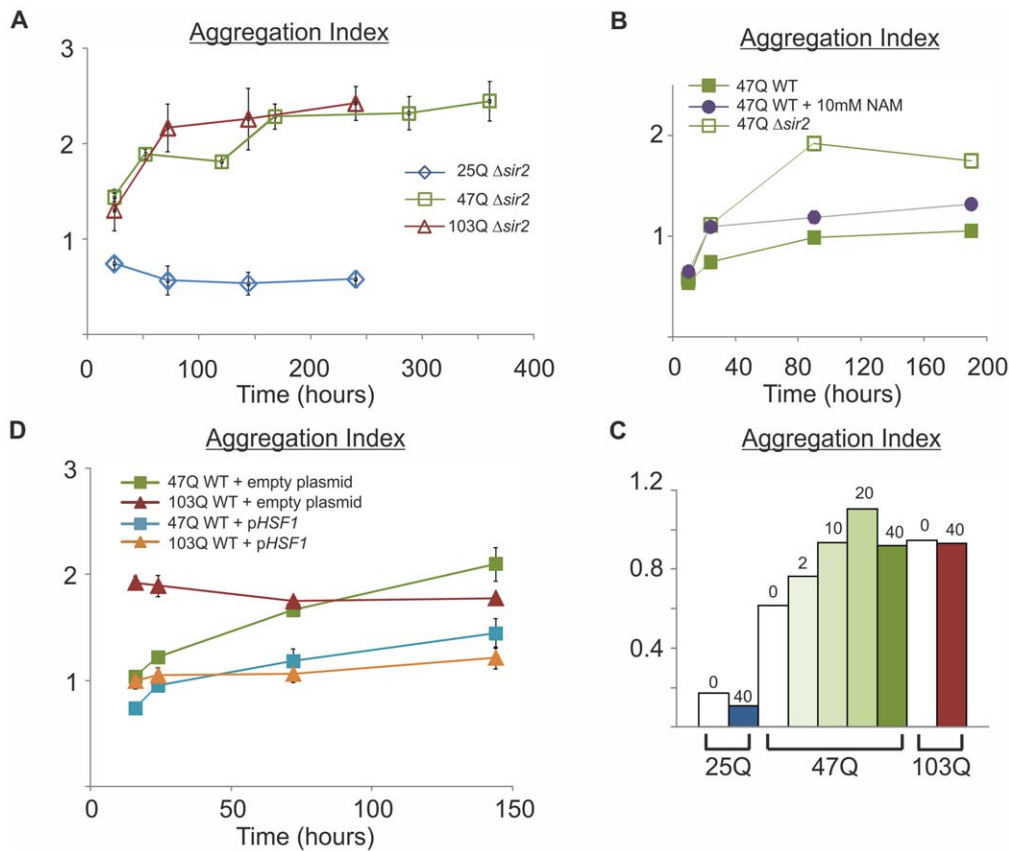 A
Aggregation Index
3
2
1
25Q Δsir2
47Q Δsir2
103Q Δsir2
0 100 200 300 400
Time (hours)
B
Aggregation Index
47Q WT
47Q WT + 10mM NAM
47Q Δsir2
2
1
0 40 80 120 160 200
Time (hours)
D
Aggregation Index
3
2
1
0
47Q WT + empty plasmid
103Q WT + empty plasmid
47Q WT + pHSF1
103Q WT + pHSF1
0 50 100 150
Time (hours)
C
Aggregation Index
1.2
0.8
0.4
0 40 0 2 10 20 40 0 40
25Q 47Q 103Q